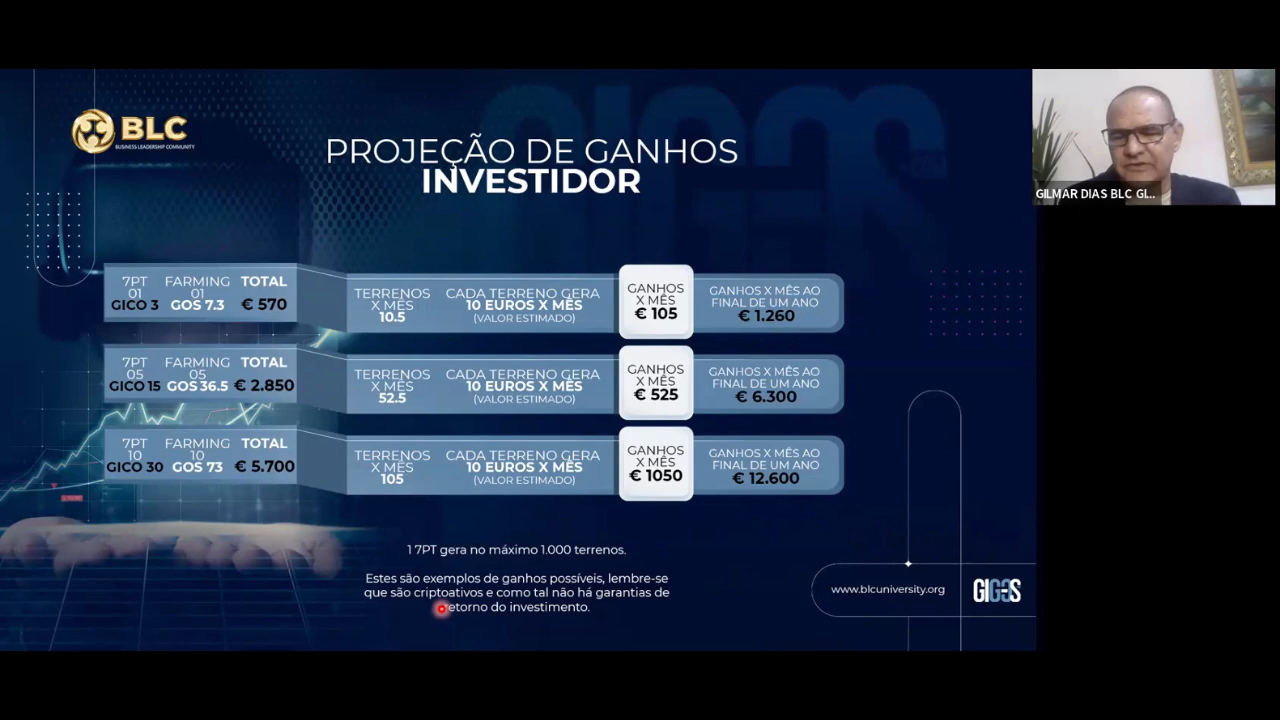 BLC
BUSINESS LEADERSHIP COMMUNITY
PROJEÇÃO DE GANHOS
INVESTIDOR
GILMAR DIAS BLC GI...
7PT
01
GICO 3
FARMING
01
GOS 7.3
TOTAL
€ 570
TERRENOS
X MÊS
10.5
CADA TERRENO GERA
10 EUROS X MÊS
(VALOR ESTIMADO)
GANHOS
X MÊS
€ 105
GANHOS X MÊS AO
FINAL DE UM ANO
€ 1.260
7PT
05
GICO 15
FARMING
05
GOS 36.5
TOTAL
€ 2.850
TERRENOS
X MÊS
52.5
CADA TERRENO GERA
10 EUROS X MÊS
(VALOR ESTIMADO)
GANHOS
X MÊS
€ 525
GANHOS X MÊS AO
FINAL DE UM ANO
€ 6.300
7PT
10
GICO 30
FARMING
10
GOS 73
TOTAL
€ 5.700
TERRENOS
X MÊS
105
CADA TERRENO GERA
10 EUROS X MÊS
(VALOR ESTIMADO)
GANHOS
X MÊS
€ 1050
GANHOS X MÊS AO
FINAL DE UM ANO
€ 12.600
1 7PT gera no máximo 1.000 terrenos.
Estes são exemplos de ganhos possíveis, lembre-se
que são criptoativos e como tal não há garantias de
retorno do investimento.
www.blcuniversity.org
GIGOS